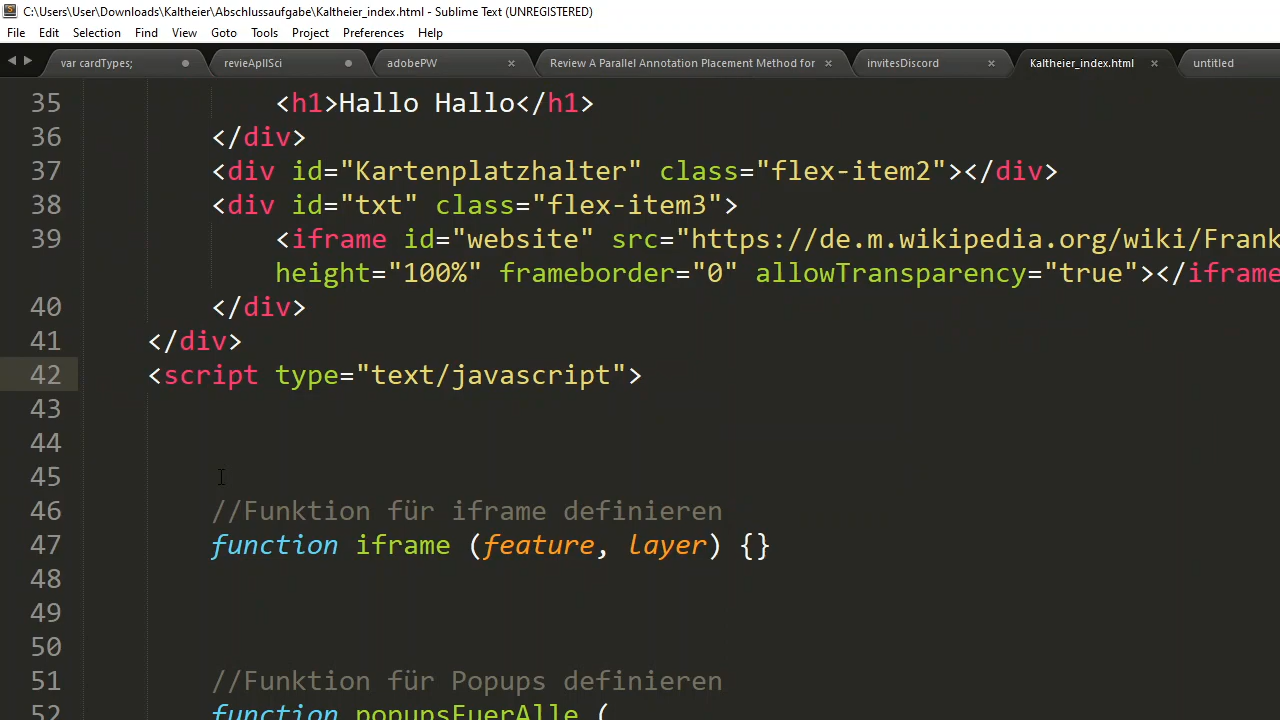 C:\Users\User\Downloads\Kaltheier\Abschlussaufgabe\Kaltheier_index.html - Sublime Text (UNREGISTERED)
File Edit Selection Find View Goto Tools Project Preferences Help
var cardTypes; revieApllSci adobePW Review A Parallel Annotation Placement Method for invitesDiscord Kaltheier_index.html untitled
35 <h1>Hallo Hallo</h1>
36 </div>
37 <div id="Kartenplatzhalter" class="flex-item2"></div>
38 <div id="txt" class="flex-item3">
39 <iframe id="website" src="https://de.m.wikipedia.org/wiki/Frank
height="100%" frameborder="0" allowTransparency="true"></iframe
40 </div>
41 </div>
42 <script type="text/javascript">
43
44
45
46 //Funktion für iframe definieren
47 function iframe (feature, layer) {}
48
49
50
51 //Funktion für Popups definieren
52 function popupsFuerAlle (